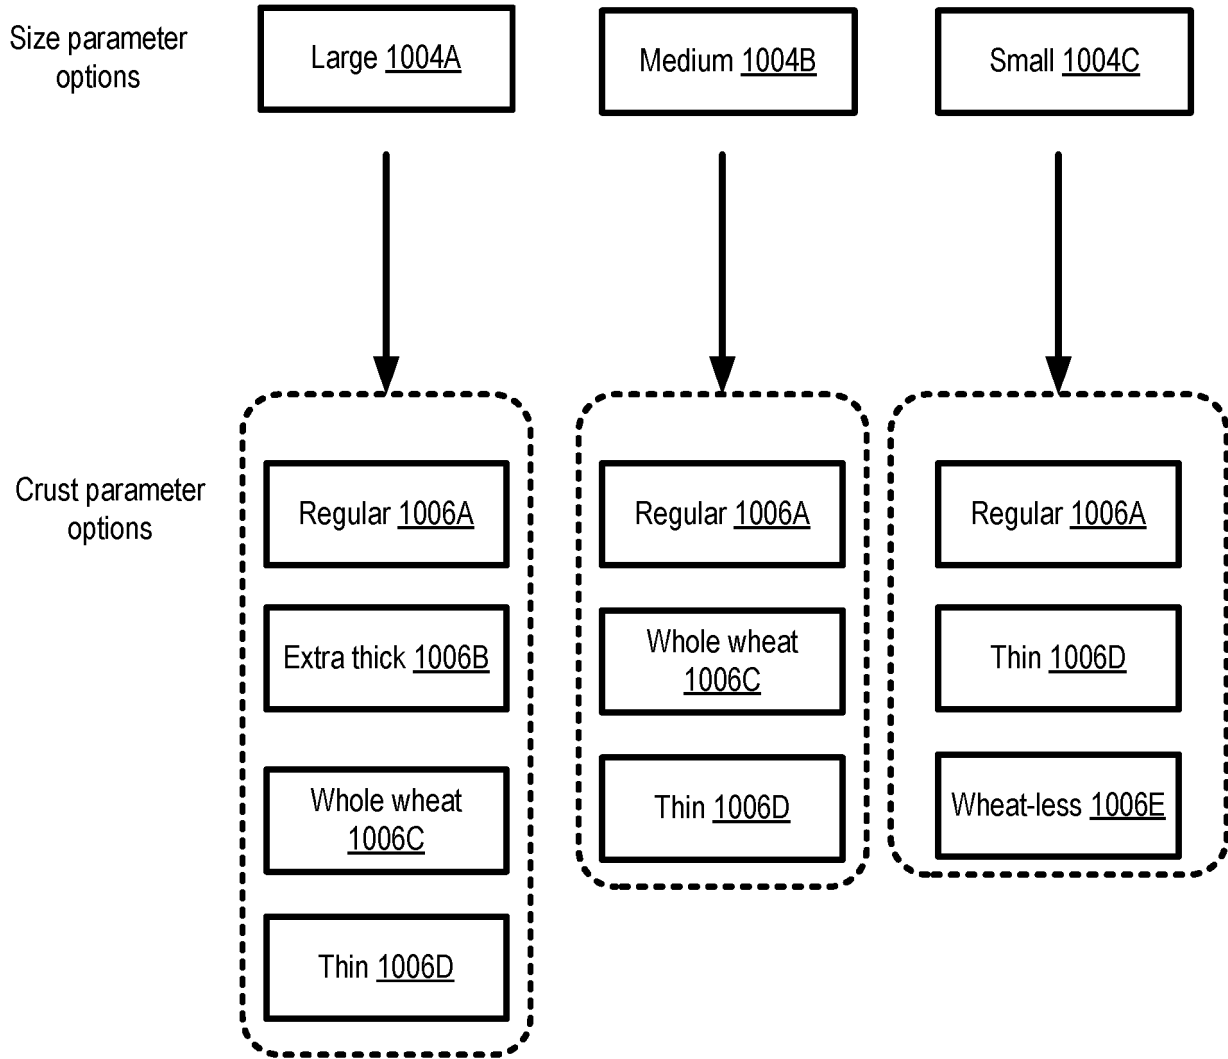 Size parameter
options
Large 1004A
Medium 1004B
Small 1004C
Crust parameter
options
Regular 1006A
Extra thick 1006B
Whole wheat
1006C
Thin 1006D
Regular 1006A
Whole wheat
1006C
Thin 1006D
Regular 1006A
Thin 1006D
Wheat-less 1006E